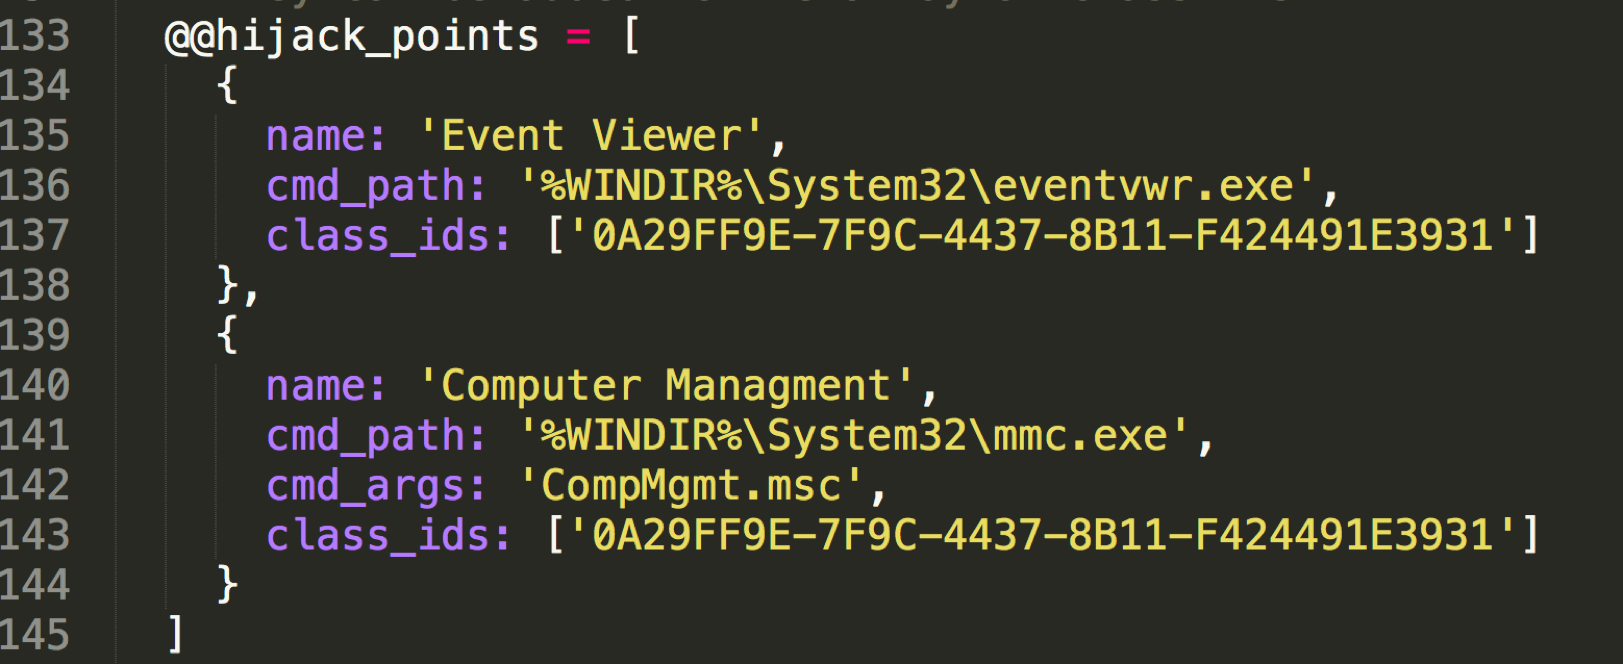 133 @@hijack_points = [
134 {
135 name: 'Event Viewer',
136 cmd_path: '%WINDIR%\System32\eventvwr.exe',
137 class_ids: ['0A29FF9E-7F9C-4437-8B11-F424491E3931']
138 },
139 {
140 name: 'Computer Managment',
141 cmd_path: '%WINDIR%\System32\mmc.exe',
142 cmd_args: 'CompMgmt.msc',
143 class_ids: ['0A29FF9E-7F9C-4437-8B11-F424491E3931']
144 }
145 ]